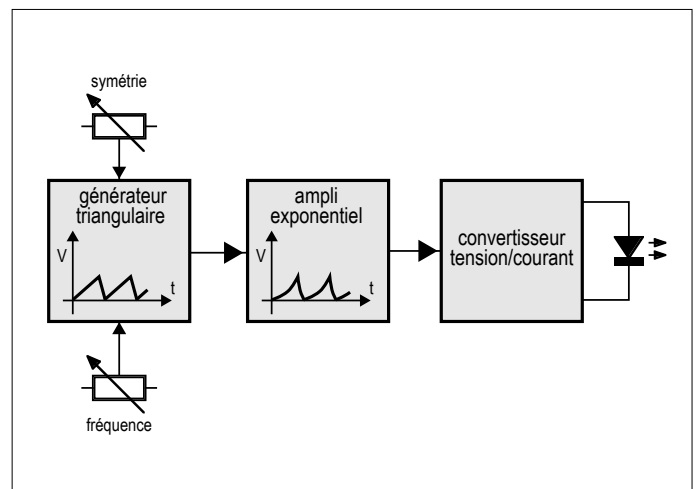 symétrie
générateur
triangulaire
V
t
ampli
exponentiel
V
t
convertisseur
tension/courant
fréquence